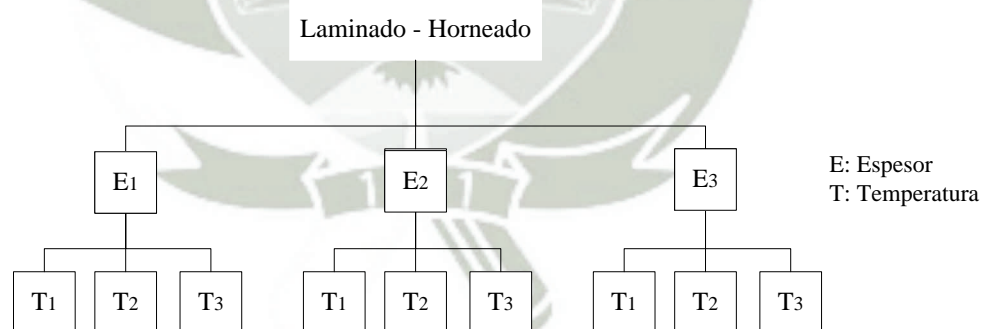 Laminado - Horneado
E1 E2 E3
E: Espesor
T: Temperatura
T1 T2 T3 T1 T2 T3 T1 T2 T3